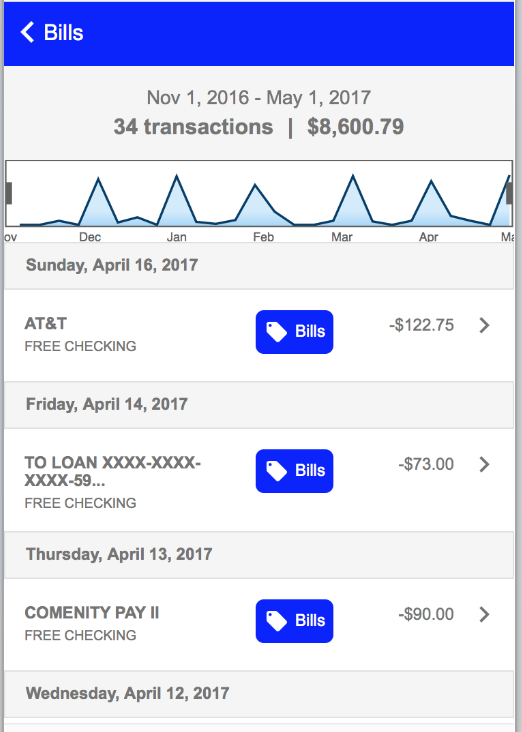 Bills
Nov 1, 2016 - May 1, 2017
34 transactions | $8,600.79
ov Dec Jan Feb Mar Apr Ma
Sunday, April 16, 2017
AT&T Bills -$122.75
FREE CHECKING
Friday, April 14, 2017
TO LOAN XXXX-XXXX-
XXXX-59... Bills -$73.00
FREE CHECKING
Thursday, April 13, 2017
COMENITY PAY II Bills -$90.00
FREE CHECKING
Wednesday, April 12, 2017